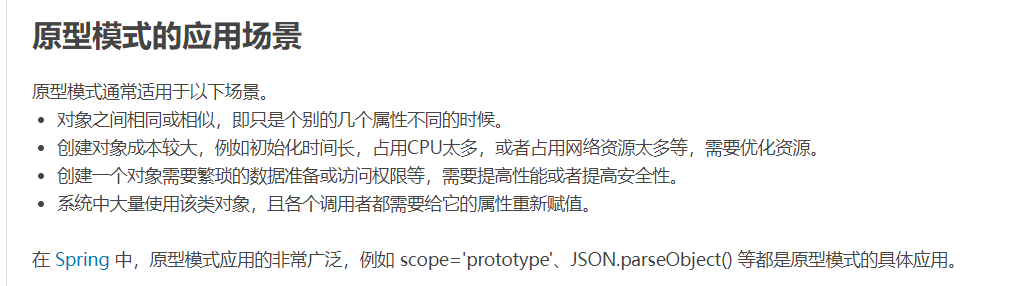 原型模式的应用场景
原型模式通常适用于以下场景。
• 对象之间相同或相似，即只是个别的几个属性不同的时候。
• 创建对象成本较大，例如初始化时间长，占用CPU太多，或者占用网络资源太多等，需要优化资源。
• 创建一个对象需要繁琐的数据准备或访问权限等，需要提高性能或者提高安全性。
• 系统中大量使用该类对象，且各个调用者都需要给它的属性重新赋值。
在 Spring 中，原型模式应用的非常广泛，例如 scope='prototype'、JSON.parseObject() 等都是原型模式的具体应用。